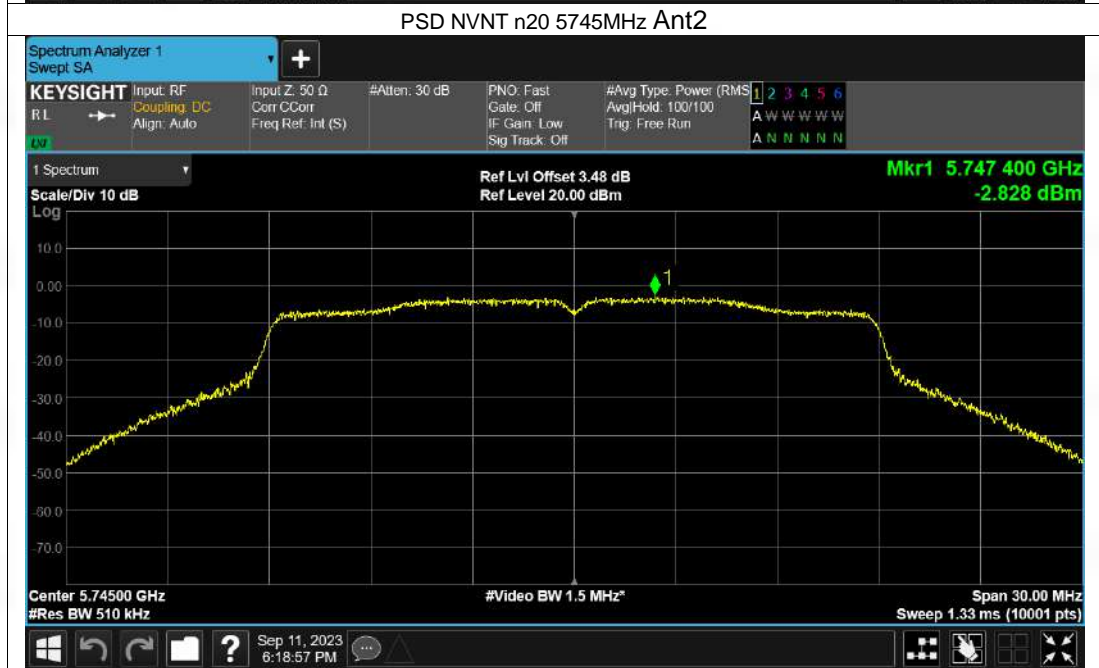 PSD NVNT n20 5745MHz Ant2
Spectrum Analyzer 1
Swept SA
+
KEYSIGHT
RL
Input: RF
Coupling: DC
Align: Auto
Input Z: 50 Ω
Corr CCorr
Freq Ref: Int (S)
#Atten: 30 dB
PNO: Fast
Gate: Off
IF Gain: Low
Sig Track: Off
#Avg Type: Power (RMS
Avg|Hold: 100/100
Trig: Free Run
1 2 3 4 5 6
A W W W W W
A N N N N N
1 Spectrum
Scale/Div 10 dB
Log
Ref Lvl Offset 3.48 dB
Ref Level 20.00 dBm
Mkr1 5.747 400 GHz
-2.828 dBm
10.0
0.00
-10.0
-20.0
-30.0
-40.0
-50.0
-60.0
-70.0
1
Center 5.74500 GHz
#Res BW 510 kHz
#Video BW 1.5 MHz*
Span 30.00 MHz
Sweep 1.33 ms (10001 pts)
?
Sep 11, 2023
6:18:57 PM